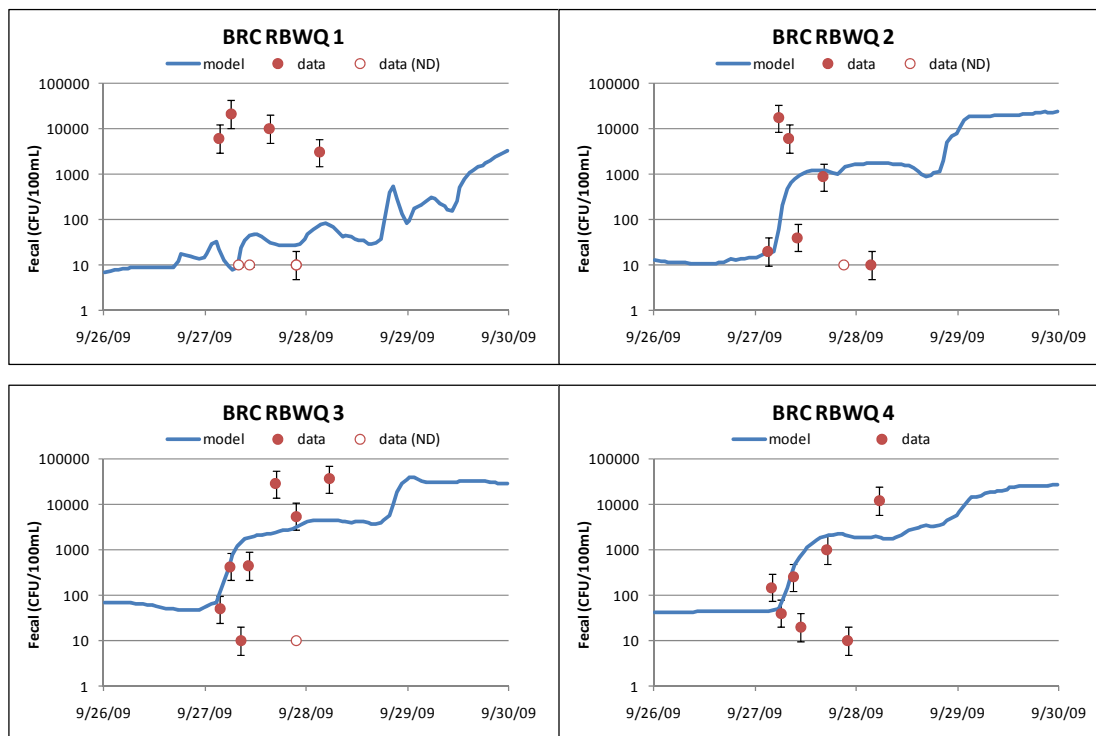 BRC RBWQ 1
model data data (ND)
Fecal (CFU/100mL)
100000
10000
1000
100
10
1
9/26/09 9/27/09 9/28/09 9/29/09 9/30/09
BRC RBWQ 2
model data data (ND)
Fecal (CFU/100mL)
100000
10000
1000
100
10
1
9/26/09 9/27/09 9/28/09 9/29/09 9/30/09
BRC RBWQ 3
model data data (ND)
Fecal (CFU/100mL)
100000
10000
1000
100
10
1
9/26/09 9/27/09 9/28/09 9/29/09 9/30/09
BRC RBWQ 4
model data
Fecal (CFU/100mL)
100000
10000
1000
100
10
1
9/26/09 9/27/09 9/28/09 9/29/09 9/30/09